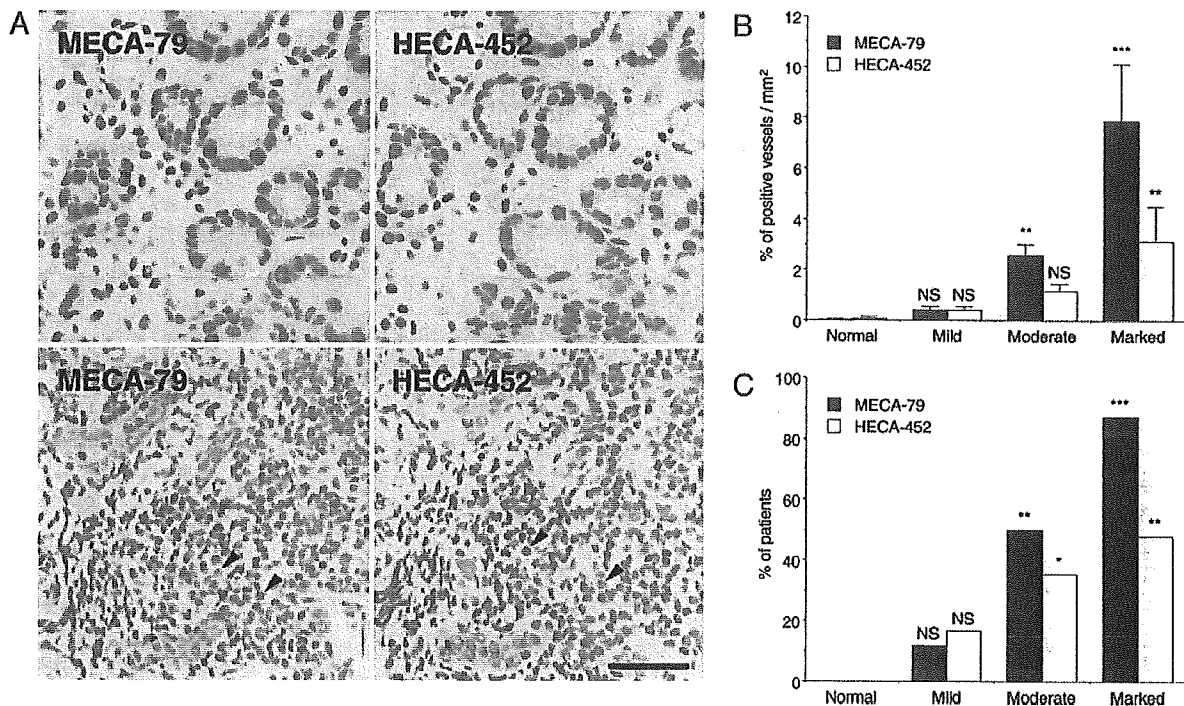 A
MECA-79
HECA-452
MECA-79
HECA-452
B
% of positive vessels / mm²
12
10
8
6
4
2
0
MECA-79
HECA-452
NS NS
** NS
*** **
Normal Mild Moderate Marked
C
% of patients
100
80
60
40
20
0
MECA-79
HECA-452
NS NS
** *
*** **
Normal Mild Moderate Marked